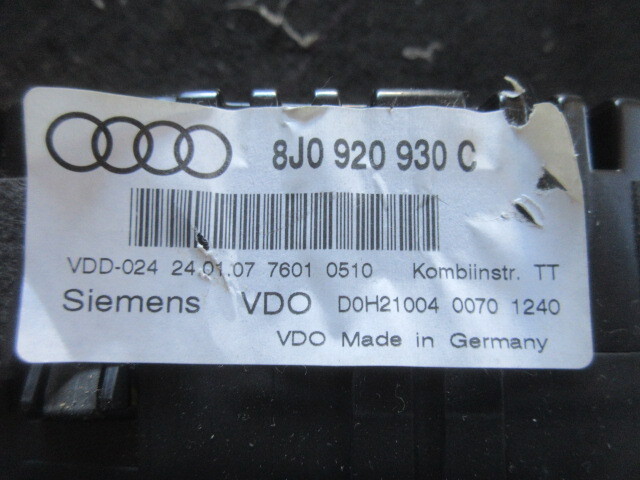 8J0 920 930 C
VDD-024 24.01.07 7601 0510 Kombiinstr. TT
Siemens VDO D0H21004 0070 1240
VDO Made in Germany